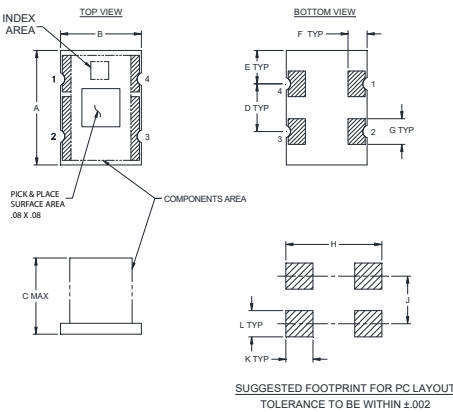 TOP VIEW
BOTTOM VIEW
INDEX
AREA
B
F TYP
E TYP
1
4
4
1
A
D TYP
G TYP
2
3
3
2
PICK & PLACE
SURFACE AREA
.08 X .08
COMPONENTS AREA
H
C MAX
J
L TYP
K TYP
SUGGESTED FOOTPRINT FOR PC LAYOUT
TOLERANCE TO BE WITHIN ±.002